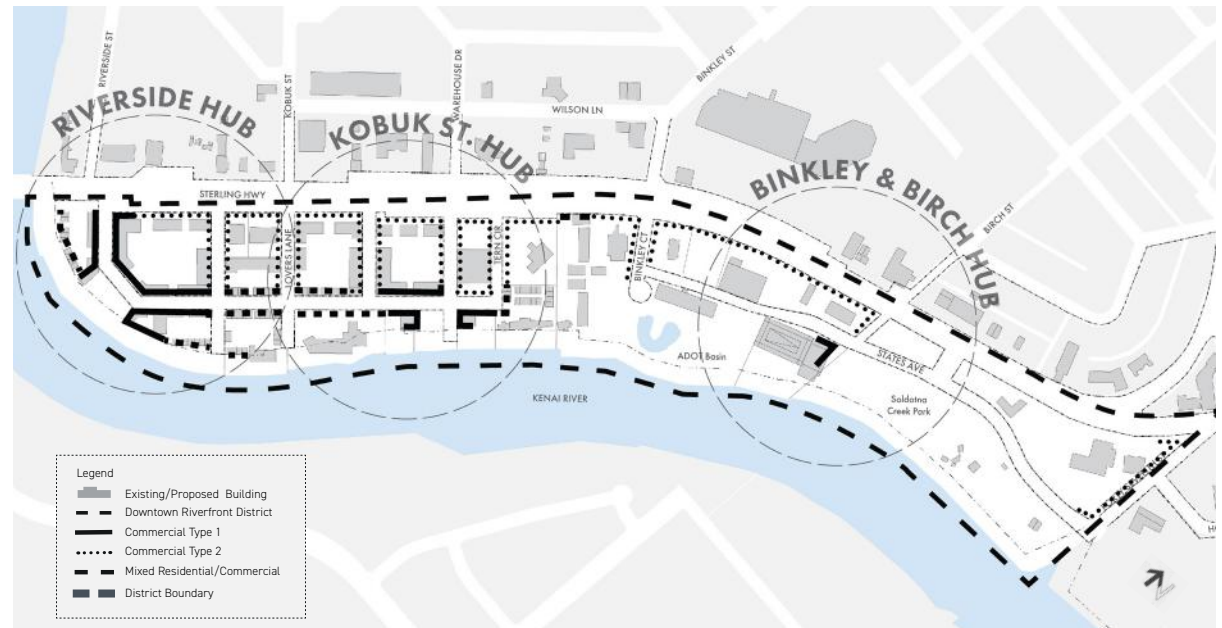 RIVERSIDE ST
KOBUK ST
WAREHOUSE DR
BINKLEY ST
WILSON LN
RIVERSIDE HUB
KOBUK ST. HUB
BINKLEY & BIRCH HUB
BIRCH ST
STERLING HWY
LOVERS LANE
TERN CIR
BINKLEY CT
ADOT Basin
STATES AVE
KENAI RIVER
Soldotna
Creek Park
Legend
Existing/Proposed Building
Downtown Riverfront District
Commercial Type 1
Commercial Type 2
Mixed Residential/Commercial
District Boundary